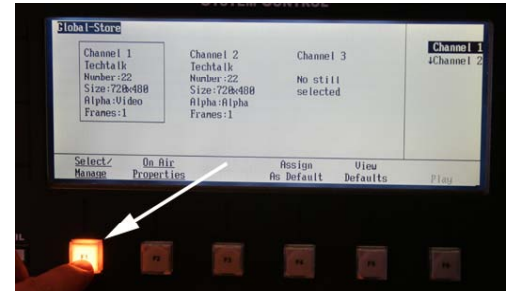 SYSTEM CONTROL
Global-Store
Channel 1
Techtalk
Number:22
Size:720x480
Alpha:Video
Frames:1
Channel 2
Techtalk
Number:22
Size:720x480
Alpha:Alpha
Frames:1
Channel 3
No still
selected
Channel 1
↓Channel 2
Select/
Manage
On Air
Properties
Assign
As Default
View
Defaults
Play
F1
F2